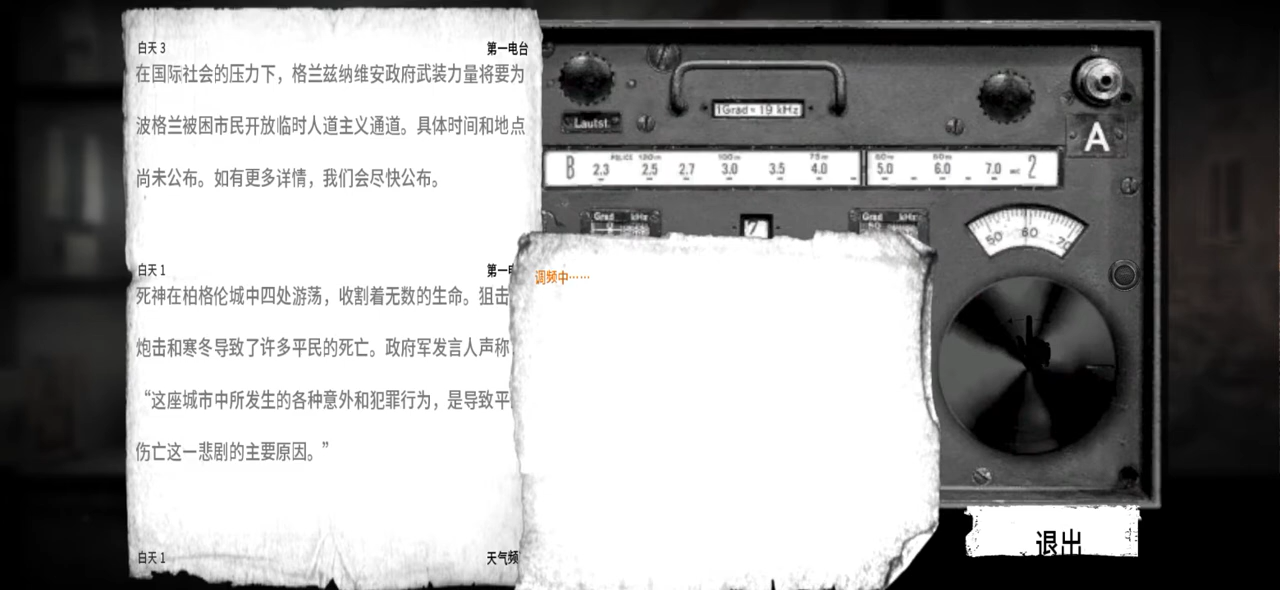 白天 3
第一电台
在国际社会的压力下，格兰兹纳维安政府武装力量将要为
波格兰被困市民开放临时人道主义通道。具体时间和地点
尚未公布。如有更多详情，我们会尽快公布。
白天 1
第一
死神在柏格伦城中四处游荡，收割着无数的生命。狙击
炮击和寒冬导致了许多平民的死亡。政府军发言人声称
“这座城市中所发生的各种意外和犯罪行为，是导致平
伤亡这一悲剧的主要原因。”
白天 1
天气频
调频中……
1Grad = 19 kHz
Lautst.
A
B 2,3 2,5 2,7 3,0 3,5 4,0 5,0 6,0 7,0 2
POLICE
Grad kHz
7
Grad kHz
50 60 70
退出